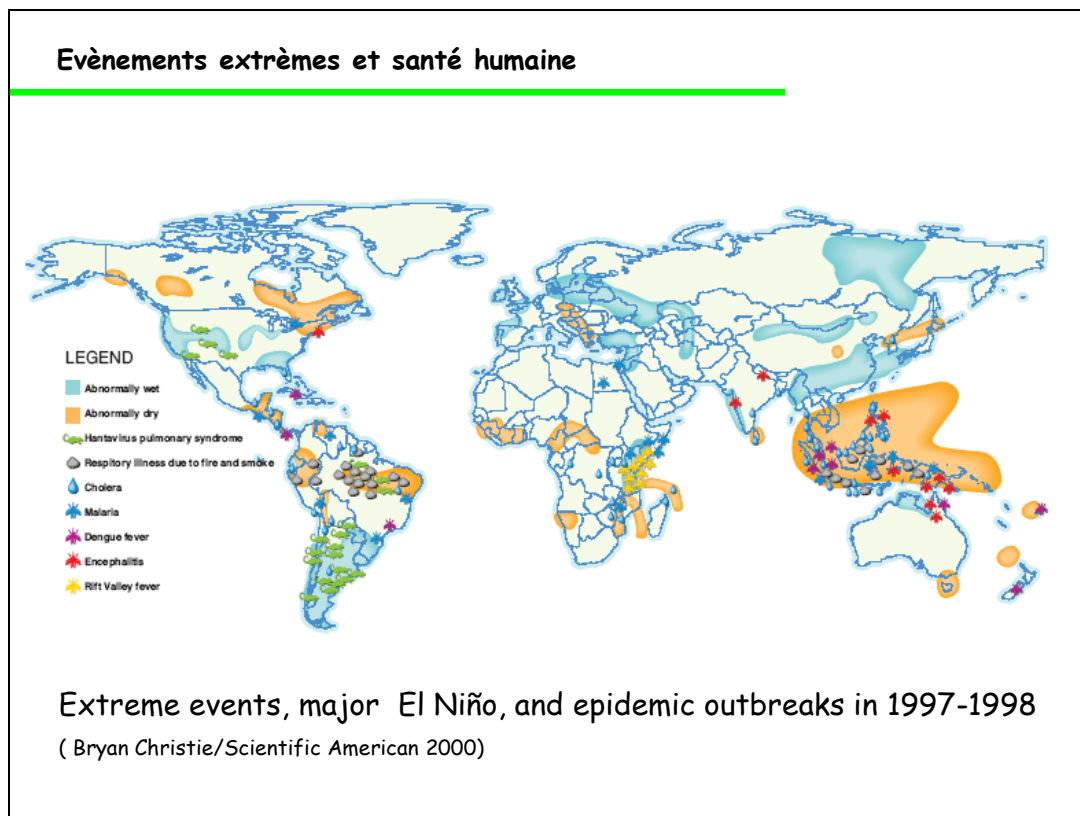 Evènements extrèmes et santé humaine
LEGEND
Abnormally wet
Abnormally dry
Hantavirus pulmonary syndrome
Respitory illness due to fire and smoke
Cholera
Malaria
Dengue fever
Encephalitis
Rift Valley fever
Extreme events, major El Niño, and epidemic outbreaks in 1997-1998
( Bryan Christie/Scientific American 2000)